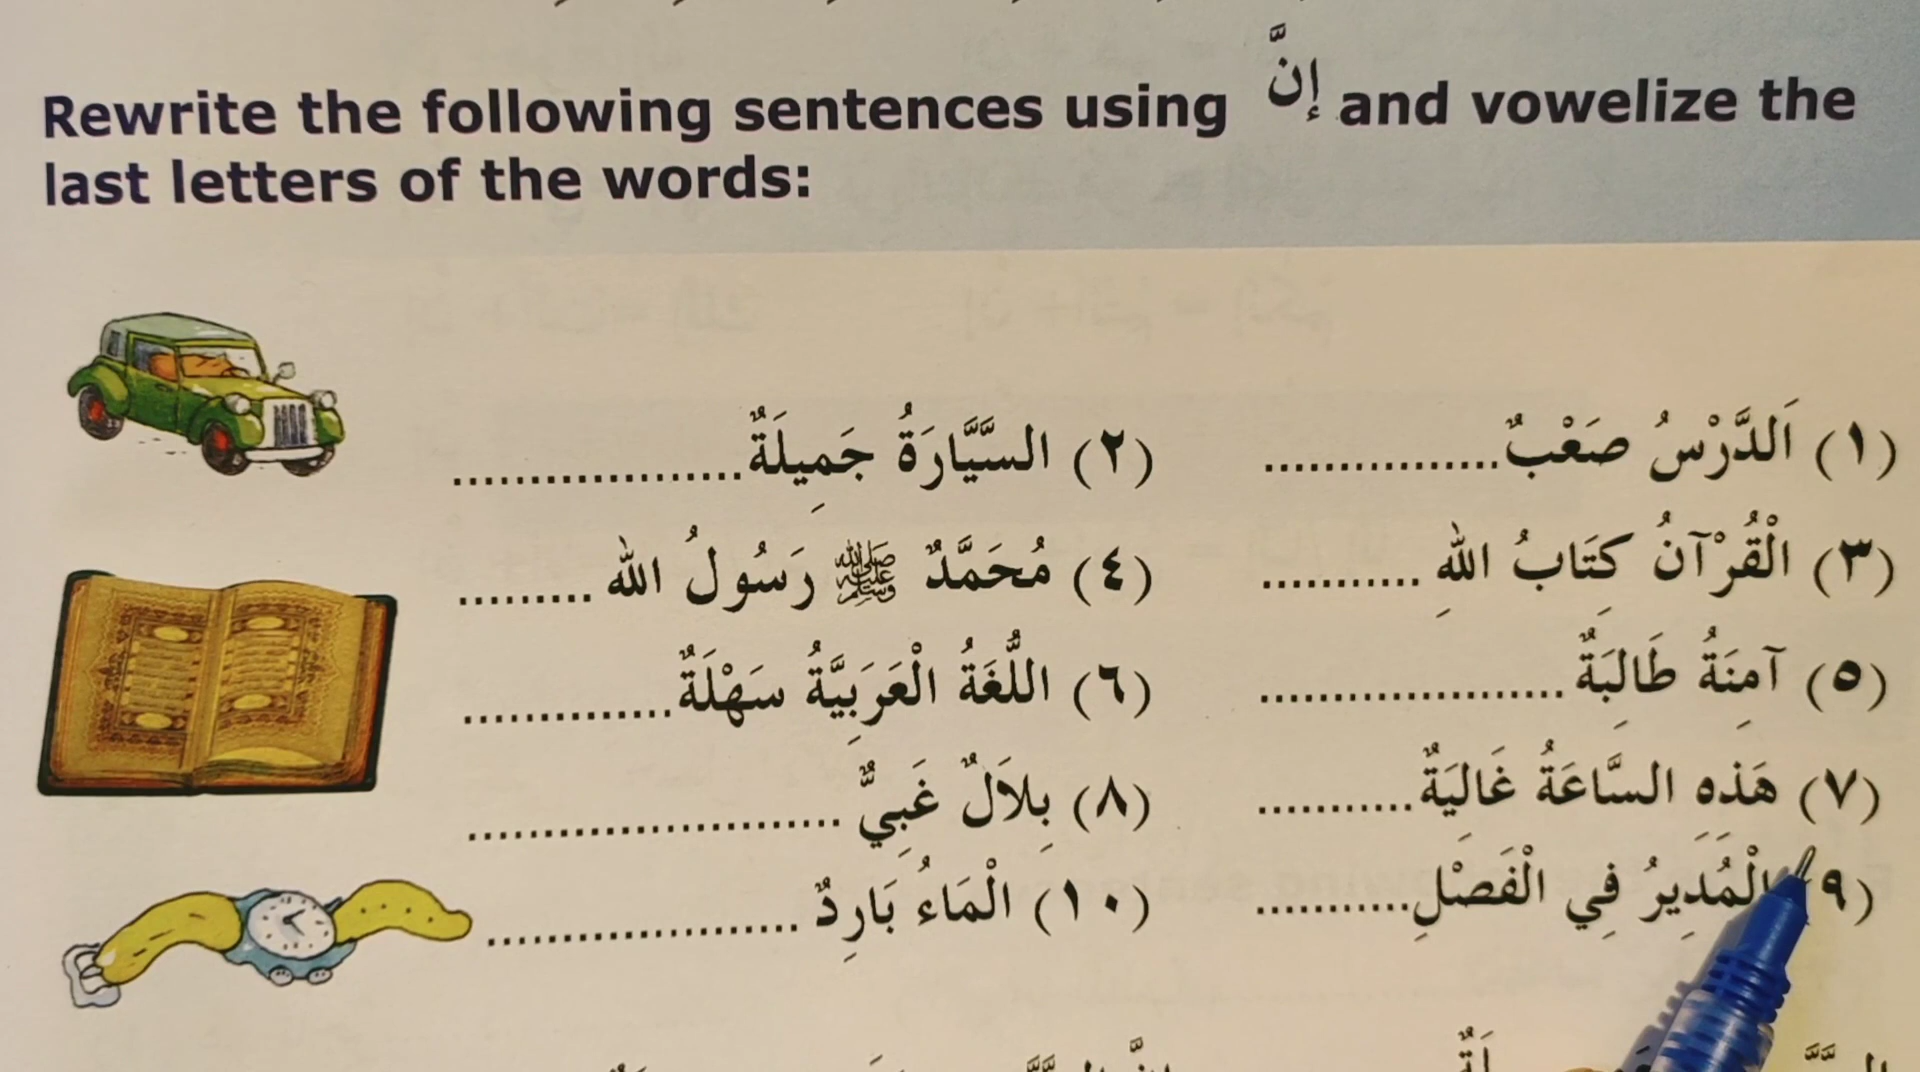 Rewrite the following sentences using إنَّ and vowelize the
last letters of the words:
(١) اَلدَّرْسُ صَعْبٌ................ (٢) السَّيَّارَةُ جَمِيلَةٌ...................
(٣) الْقُرْآنُ كِتَابُ اللهِ ........... (٤) مُحَمَّدٌ ﷺ رَسُولُ الله .........
(٥) آمِنَةُ طَالِبَةٌ .................... (٦) اللُّغَةُ الْعَرَبِيَّةُ سَهْلَةٌ..............
(٧) هَذِه السَّاعَةُ غَالِيَةٌ........... (٨) بِلاَلٌ غَبِيٌّ ........................
(٩) الْمُدِيرُ فِي الْفَصْلِ........... (١٠) الْمَاءُ بَارِدٌ .....................